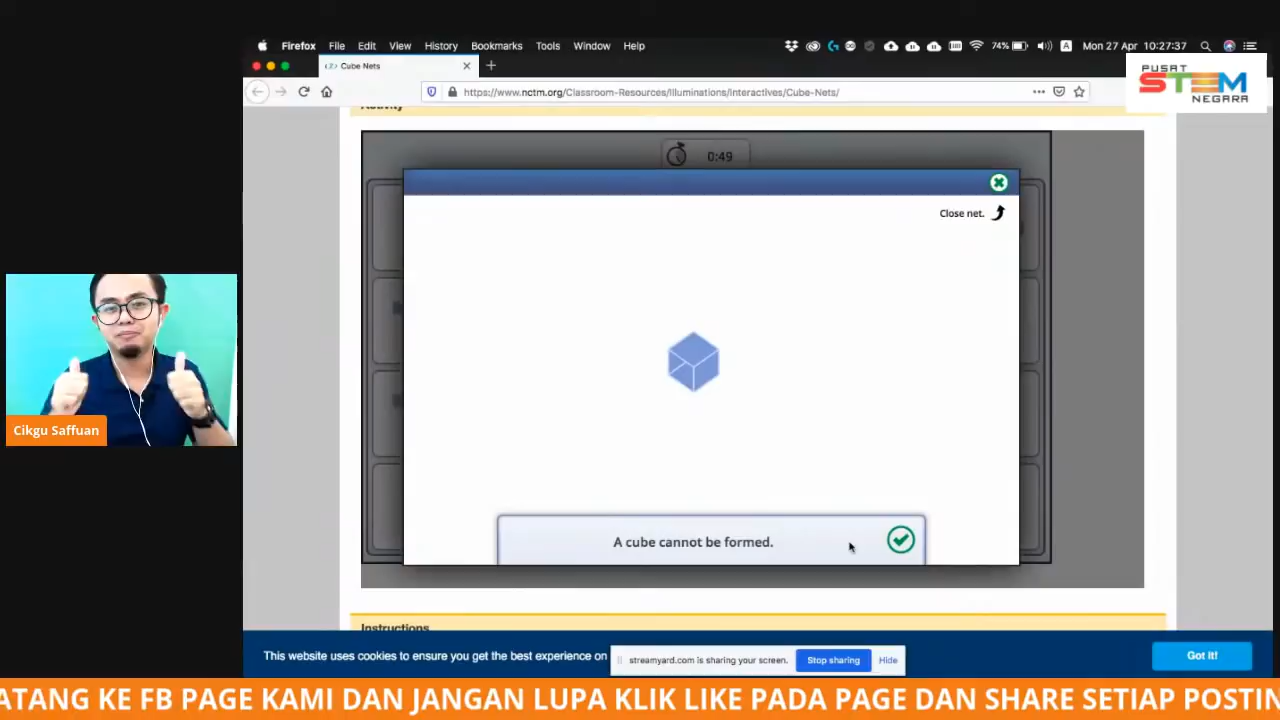 Firefox File Edit View History Bookmarks Tools Window Help 74% A Mon 27 Apr 10:27:37
Cube Nets
https://www.nctm.org/Classroom-Resources/Illuminations/Interactives/Cube-Nets/
PUSAT
STEM
NEGARA
Activity
0:49
Close net.
A cube cannot be formed.
Cikgu Saffuan
Instructions
This website uses cookies to ensure you get the best experience on
streamyard.com is sharing your screen. Stop sharing Hide
Got It!
ATANG KE FB PAGE KAMI DAN JANGAN LUPA KLIK LIKE PADA PAGE DAN SHARE SETIAP POSTIN